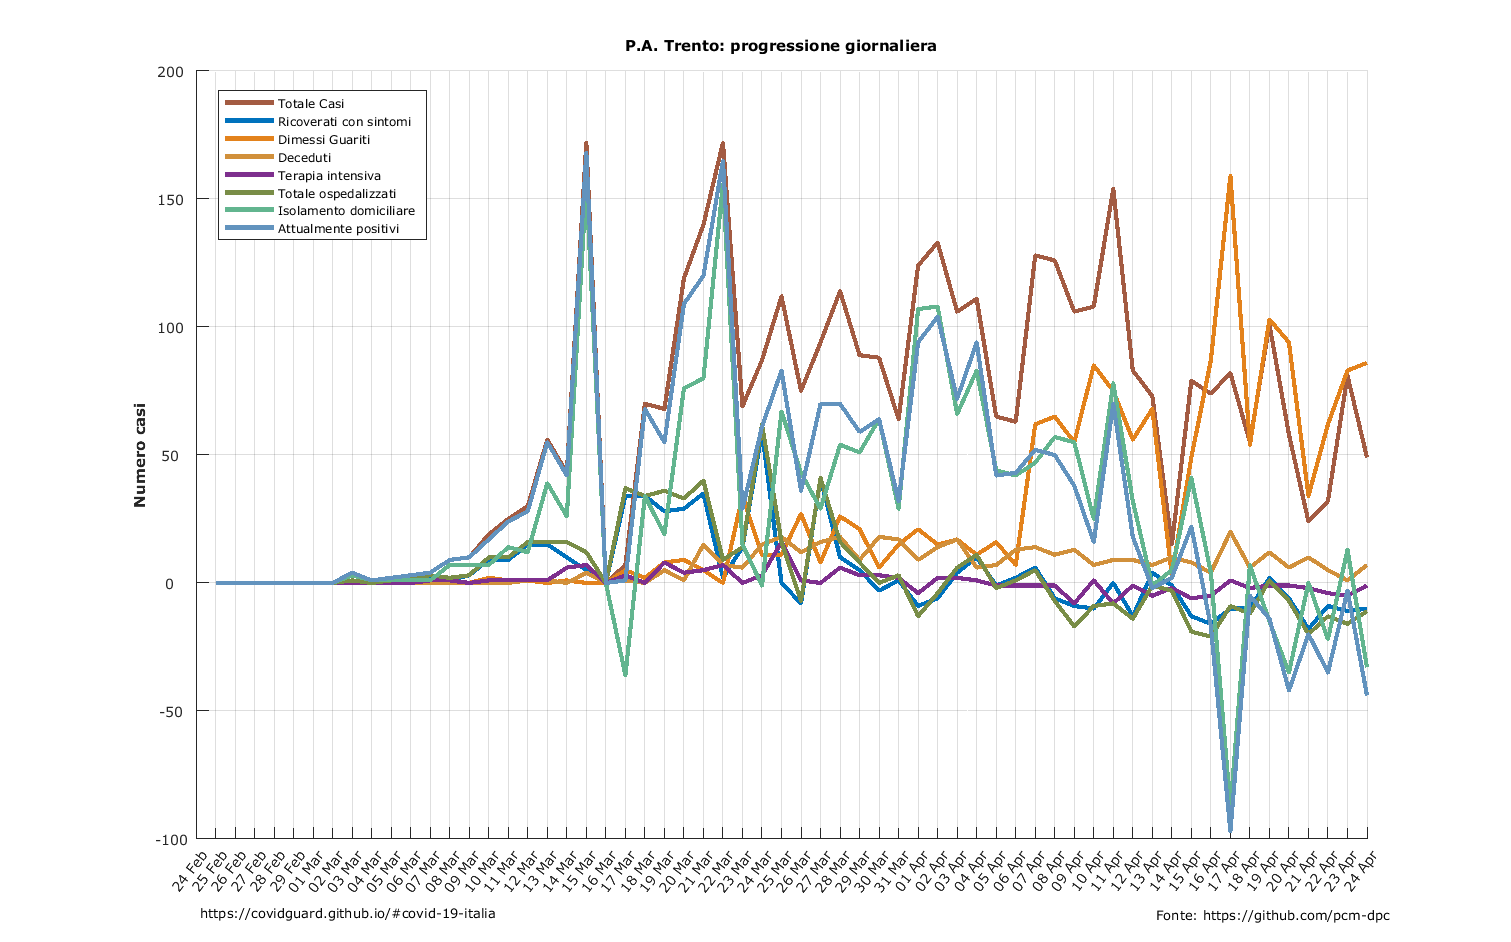 P.A. Trento: progressione giornaliera
200
150
100
50
0
-50
-100
Numero casi
Totale Casi
Ricoverati con sintomi
Dimessi Guariti
Deceduti
Terapia intensiva
Totale ospedalizzati
Isolamento domiciliare
Attualmente positivi
24 Feb
25 Feb
26 Feb
27 Feb
28 Feb
29 Feb
01 Mar
02 Mar
03 Mar
04 Mar
05 Mar
06 Mar
07 Mar
08 Mar
09 Mar
10 Mar
11 Mar
12 Mar
13 Mar
14 Mar
15 Mar
16 Mar
17 Mar
18 Mar
19 Mar
20 Mar
21 Mar
22 Mar
23 Mar
24 Mar
25 Mar
26 Mar
27 Mar
28 Mar
29 Mar
30 Mar
31 Mar
01 Apr
02 Apr
03 Apr
04 Apr
05 Apr
06 Apr
07 Apr
08 Apr
09 Apr
10 Apr
11 Apr
12 Apr
13 Apr
14 Apr
15 Apr
16 Apr
17 Apr
18 Apr
19 Apr
20 Apr
21 Apr
22 Apr
23 Apr
24 Apr
https://covidguard.github.io/#covid-19-italia
Fonte: https://github.com/pcm-dpc